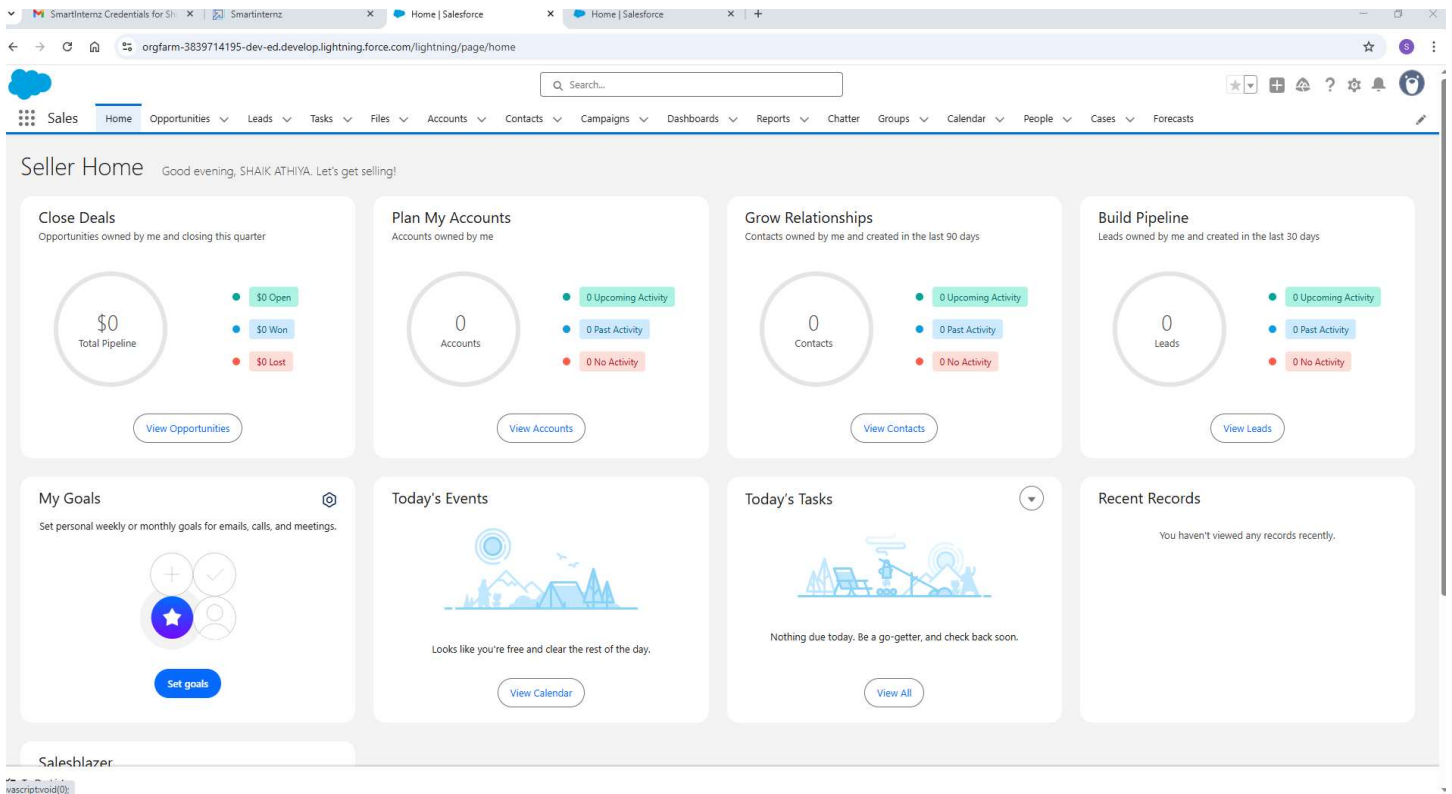 SmartInternz Credentials for Sh
Smartinternz
Home | Salesforce
Home | Salesforce
orgfarm-3839714195-dev-ed.develop.lightning.force.com/lightning/page/home
S
Search...
Sales Home Opportunities Leads Tasks Files Accounts Contacts Campaigns Dashboards Reports Chatter Groups Calendar People Cases Forecasts
Seller Home Good evening, SHAIK ATHIYA. Let's get selling!
Close Deals
Opportunities owned by me and closing this quarter
$0
Total Pipeline
$0 Open
$0 Won
$0 Lost
View Opportunities
Plan My Accounts
Accounts owned by me
0
Accounts
0 Upcoming Activity
0 Past Activity
0 No Activity
View Accounts
Grow Relationships
Contacts owned by me and created in the last 90 days
0
Contacts
0 Upcoming Activity
0 Past Activity
0 No Activity
View Contacts
Build Pipeline
Leads owned by me and created in the last 30 days
0
Leads
0 Upcoming Activity
0 Past Activity
0 No Activity
View Leads
My Goals
Set personal weekly or monthly goals for emails, calls, and meetings.
Set goals
Today's Events
Looks like you're free and clear the rest of the day.
View Calendar
Today's Tasks
Nothing due today. Be a go-getter, and check back soon.
View All
Recent Records
You haven't viewed any records recently.
Salesblazer
vascript:void(0);